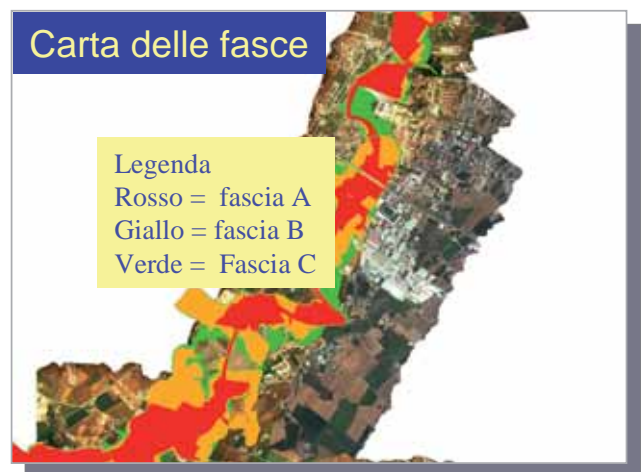 Carta delle fasce
Legenda
Rosso = fascia A
Giallo = fascia B
Verde = Fascia C